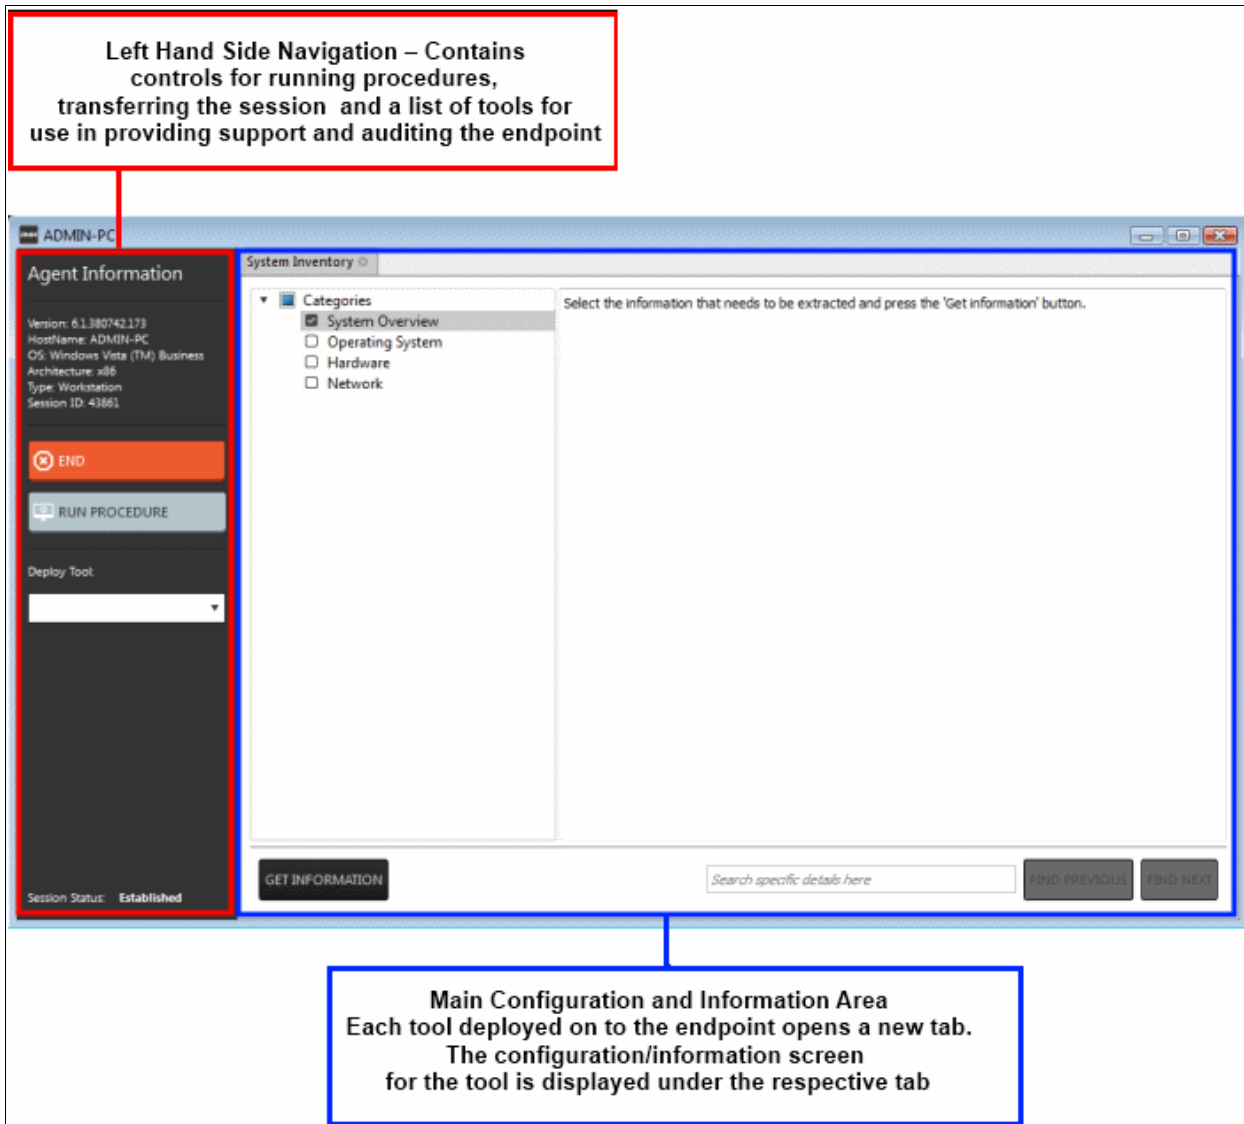 Left Hand Side Navigation – Contains
controls for running procedures,
transferring the session and a list of tools for
use in providing support and auditing the endpoint
ADMIN-PC
Agent Information
Version: 6.1.380742.173
HostName: ADMIN-PC
OS: Windows Vista (TM) Business
Architecture: x86
Type: Workstation
Session ID: 43861
END
RUN PROCEDURE
Deploy Tool:
Session Status: Established
System Inventory
Categories
System Overview
Operating System
Hardware
Network
Select the information that needs to be extracted and press the 'Get information' button.
GET INFORMATION
Search specific details here
FIND PREVIOUS
FIND NEXT
Main Configuration and Information Area
Each tool deployed on to the endpoint opens a new tab.
The configuration/information screen
for the tool is displayed under the respective tab